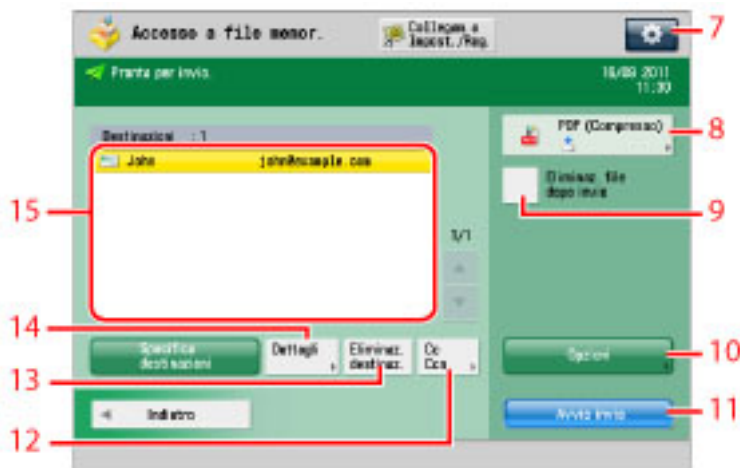 Accesso a file memor.
Collegam a
Impost./Reg.
7
Pronta per invio.
16/09 2011
11:30
Destinazioni : 1
PDF (Compresso)
8
John john@example.com
Eliminaz. file
dopo invio
9
15
1/1
14
Specifica
destinazioni
Dettagli
Eliminaz.
destinaz.
Cc
Ccn
Opzioni
10
13
Indietro
Avvio invio
11
12